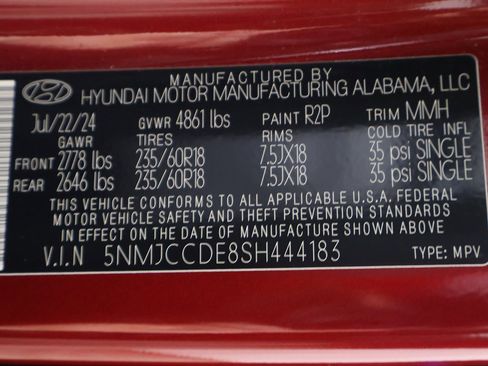 MANUFACTURED BY
HYUNDAI MOTOR MANUFACTURING ALABAMA, LLC
Jul/22/24 GVWR 4861 lbs PAINT R2P TRIM MMH
GAWR TIRES RIMS COLD TIRE INFL
FRONT 2778 lbs 235/60R18 7.5JX18 35 psi SINGLE
REAR 2646 lbs 235/60R18 7.5JX18 35 psi SINGLE
THIS VEHICLE CONFORMS TO ALL APPLICABLE U.S.A. FEDERAL
MOTOR VEHICLE SAFETY AND THEFT PREVENTION STANDARDS
IN EFFECT ON THE DATE OF MANUFACTURE SHOWN ABOVE.
V.I.N 5NMJCCDE8SH444183 TYPE: MPV